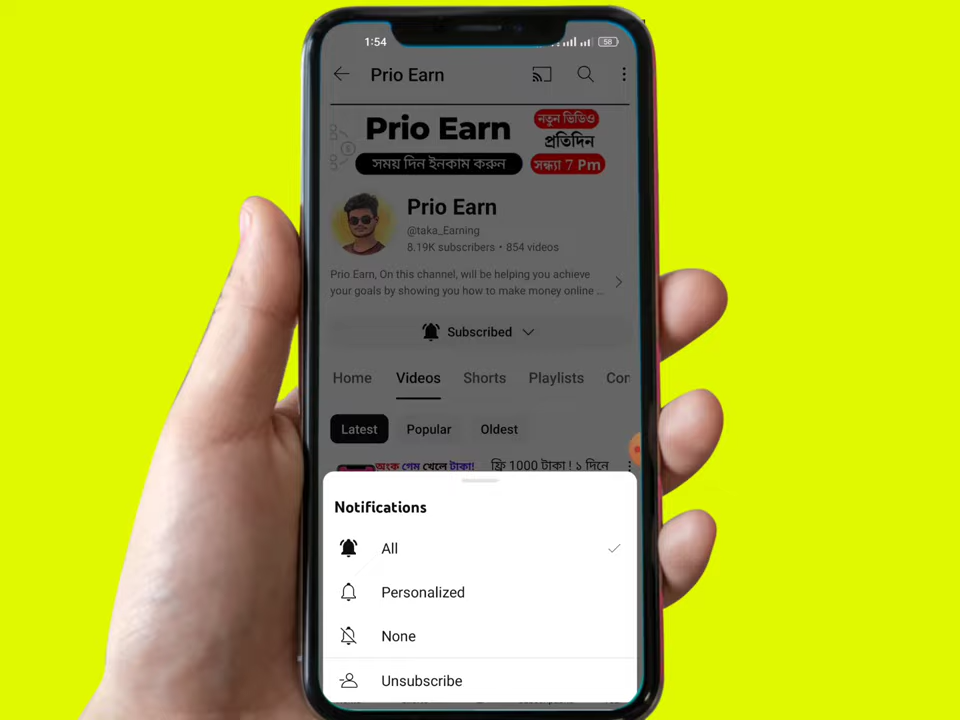 1:54
58
Prio Earn
Prio Earn
নতুন ভিডিও
প্রতিদিন
সময় দিন ইনকাম করুন
সন্ধ্যা 7 Pm
Prio Earn
@taka_Earning
8.19K subscribers • 854 videos
Prio Earn, On this channel, will be helping you achieve
your goals by showing you how to make money online ...
Subscribed
Home Videos Shorts Playlists Con
Latest Popular Oldest
অংক গেম খেলে টাকা! ফ্রি 1000 টাকা ! ১ দিনে
Notifications
All
Personalized
None
Unsubscribe